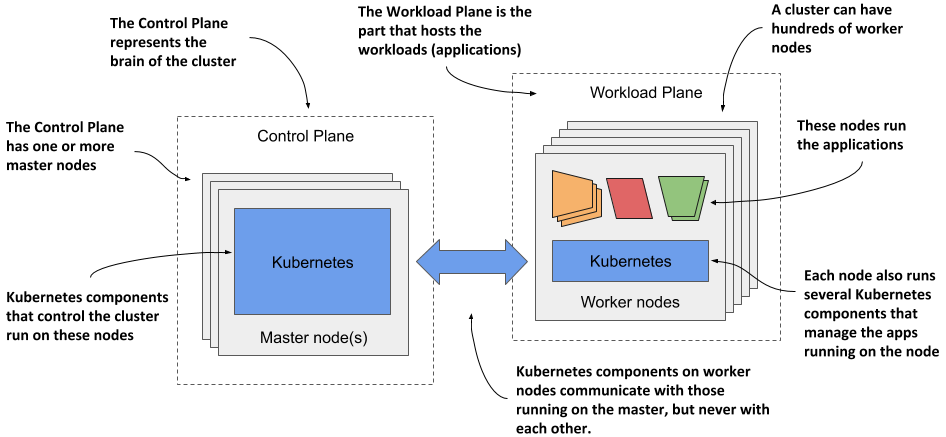 The Control Plane
represents the
brain of the cluster
The Workload Plane is the
part that hosts the
workloads (applications)
A cluster can have
hundreds of worker
nodes
The Control Plane
has one or more
master nodes
Control Plane
Workload Plane
These nodes run
the applications
Kubernetes
Kubernetes
Kubernetes components
that control the cluster
run on these nodes
Master node(s)
Worker nodes
Each node also runs
several Kubernetes
components that
manage the apps
running on the node
Kubernetes components on worker
nodes communicate with those
running on the master, but never with
each other.